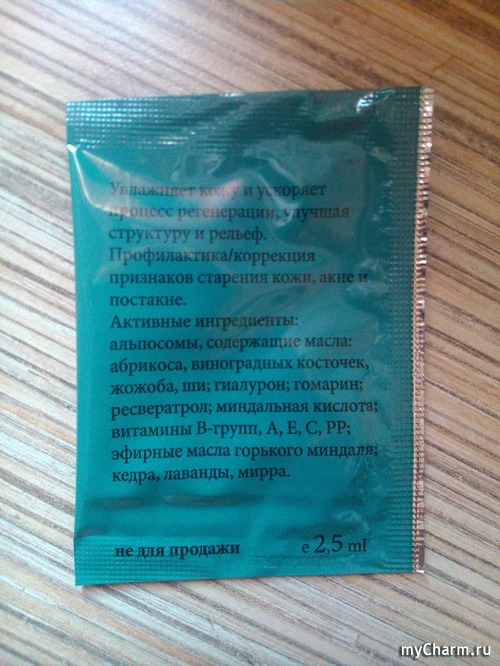 Увлажняет кожу и ускоряет
процесс регенерации, улучшая
структуру и рельеф.
Профилактика/коррекция
признаков старения кожи, акне и
постакне.
Активные ингредиенты:
альпосомы, содержащие масла:
абрикоса, виноградных косточек,
жожоба, ши; гиалурон; гомарин;
ресвератрол; миндальная кислота;
витамины В-групп, А, Е, С, РР;
эфирные масла горького миндаля;
кедра, лаванды, мирра.
не для продажи е 2,5 ml
myCharm.ru